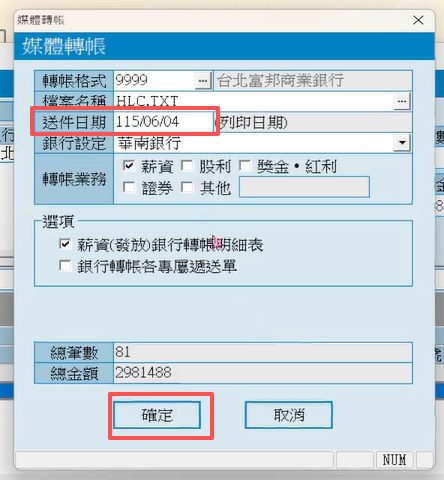 媒體轉帳
媒體轉帳
轉帳格式 9999 ... 台北富邦商業銀行
檔案名稱 HLC.TXT ...
送件日期 115/06/04 (列印日期)
銀行設定 華南銀行
轉帳業務 薪資 股利 獎金・紅利
證券 其他
選項
薪資(發放)銀行轉帳明細表
銀行轉帳各專屬遞送單
總筆數 81
總金額 2981488
確定 取消
NUM